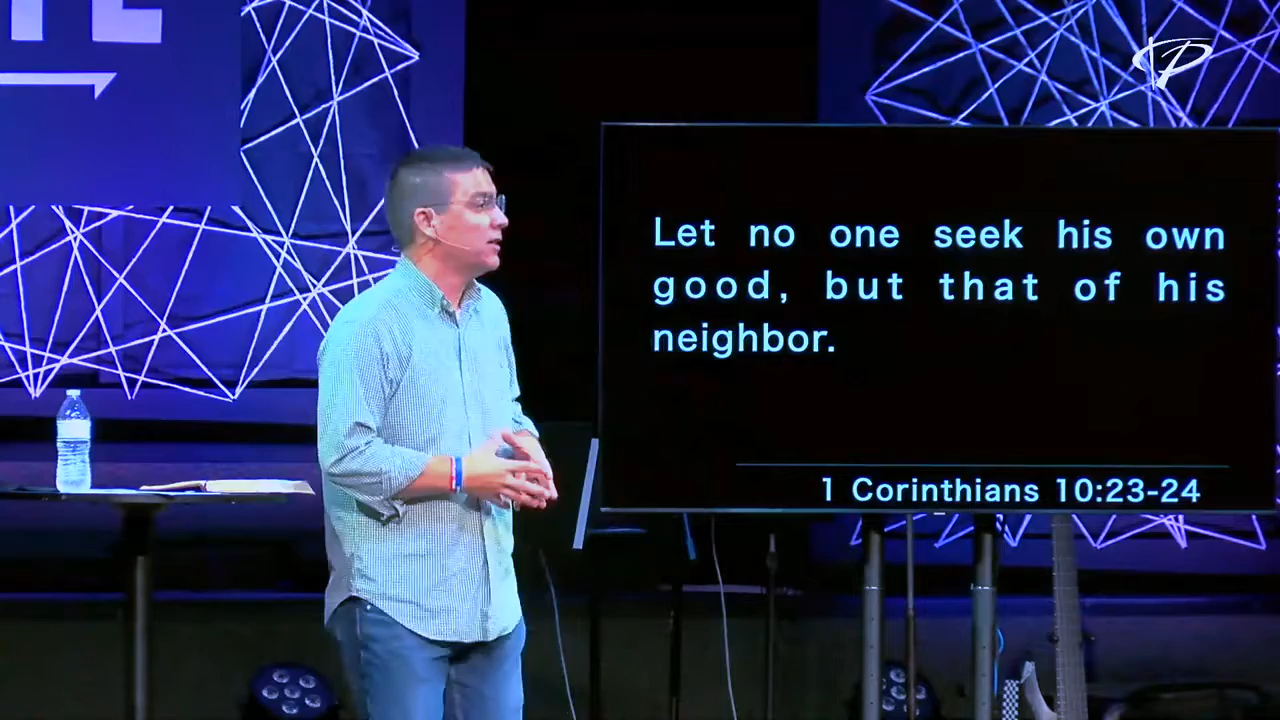 Let no one seek his own
good, but that of his
neighbor.
1 Corinthians 10:23-24